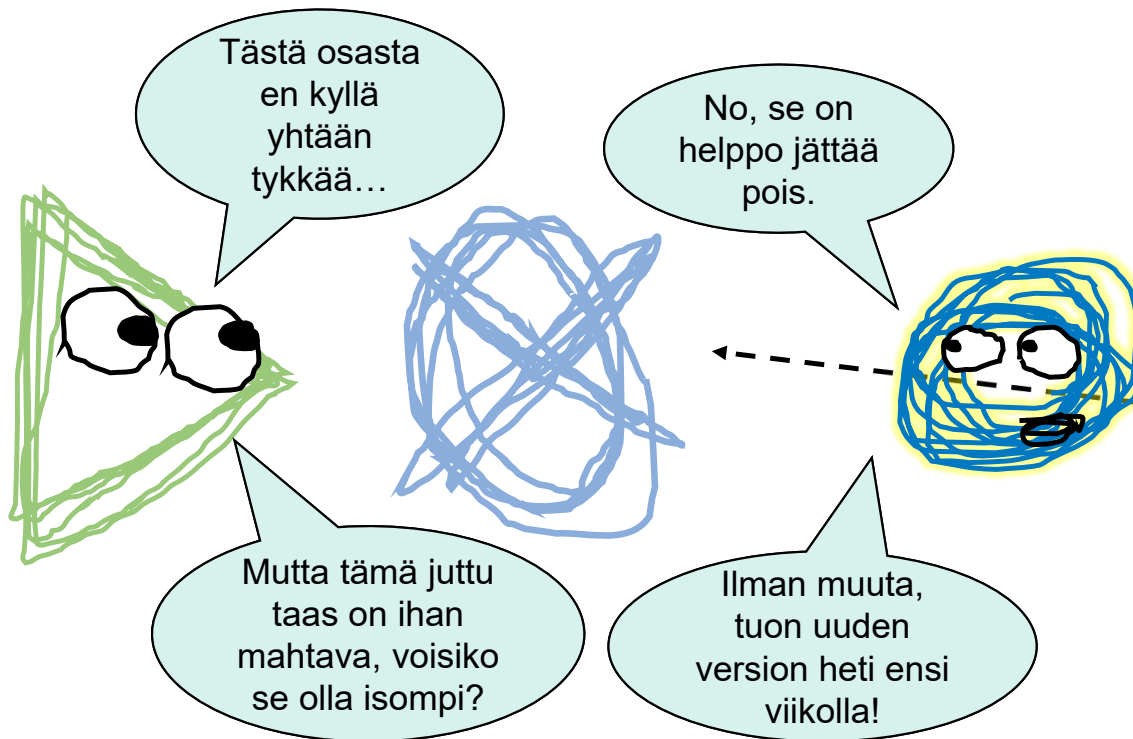 Tästä osasta
en kyllä
yhtään
tykkää…
No, se on
helppo jättää
pois.
Mutta tämä juttu
taas on ihan
mahtava, voisiko
se olla isompi?
Ilman muuta,
tuon uuden
version heti ensi
viikolla!